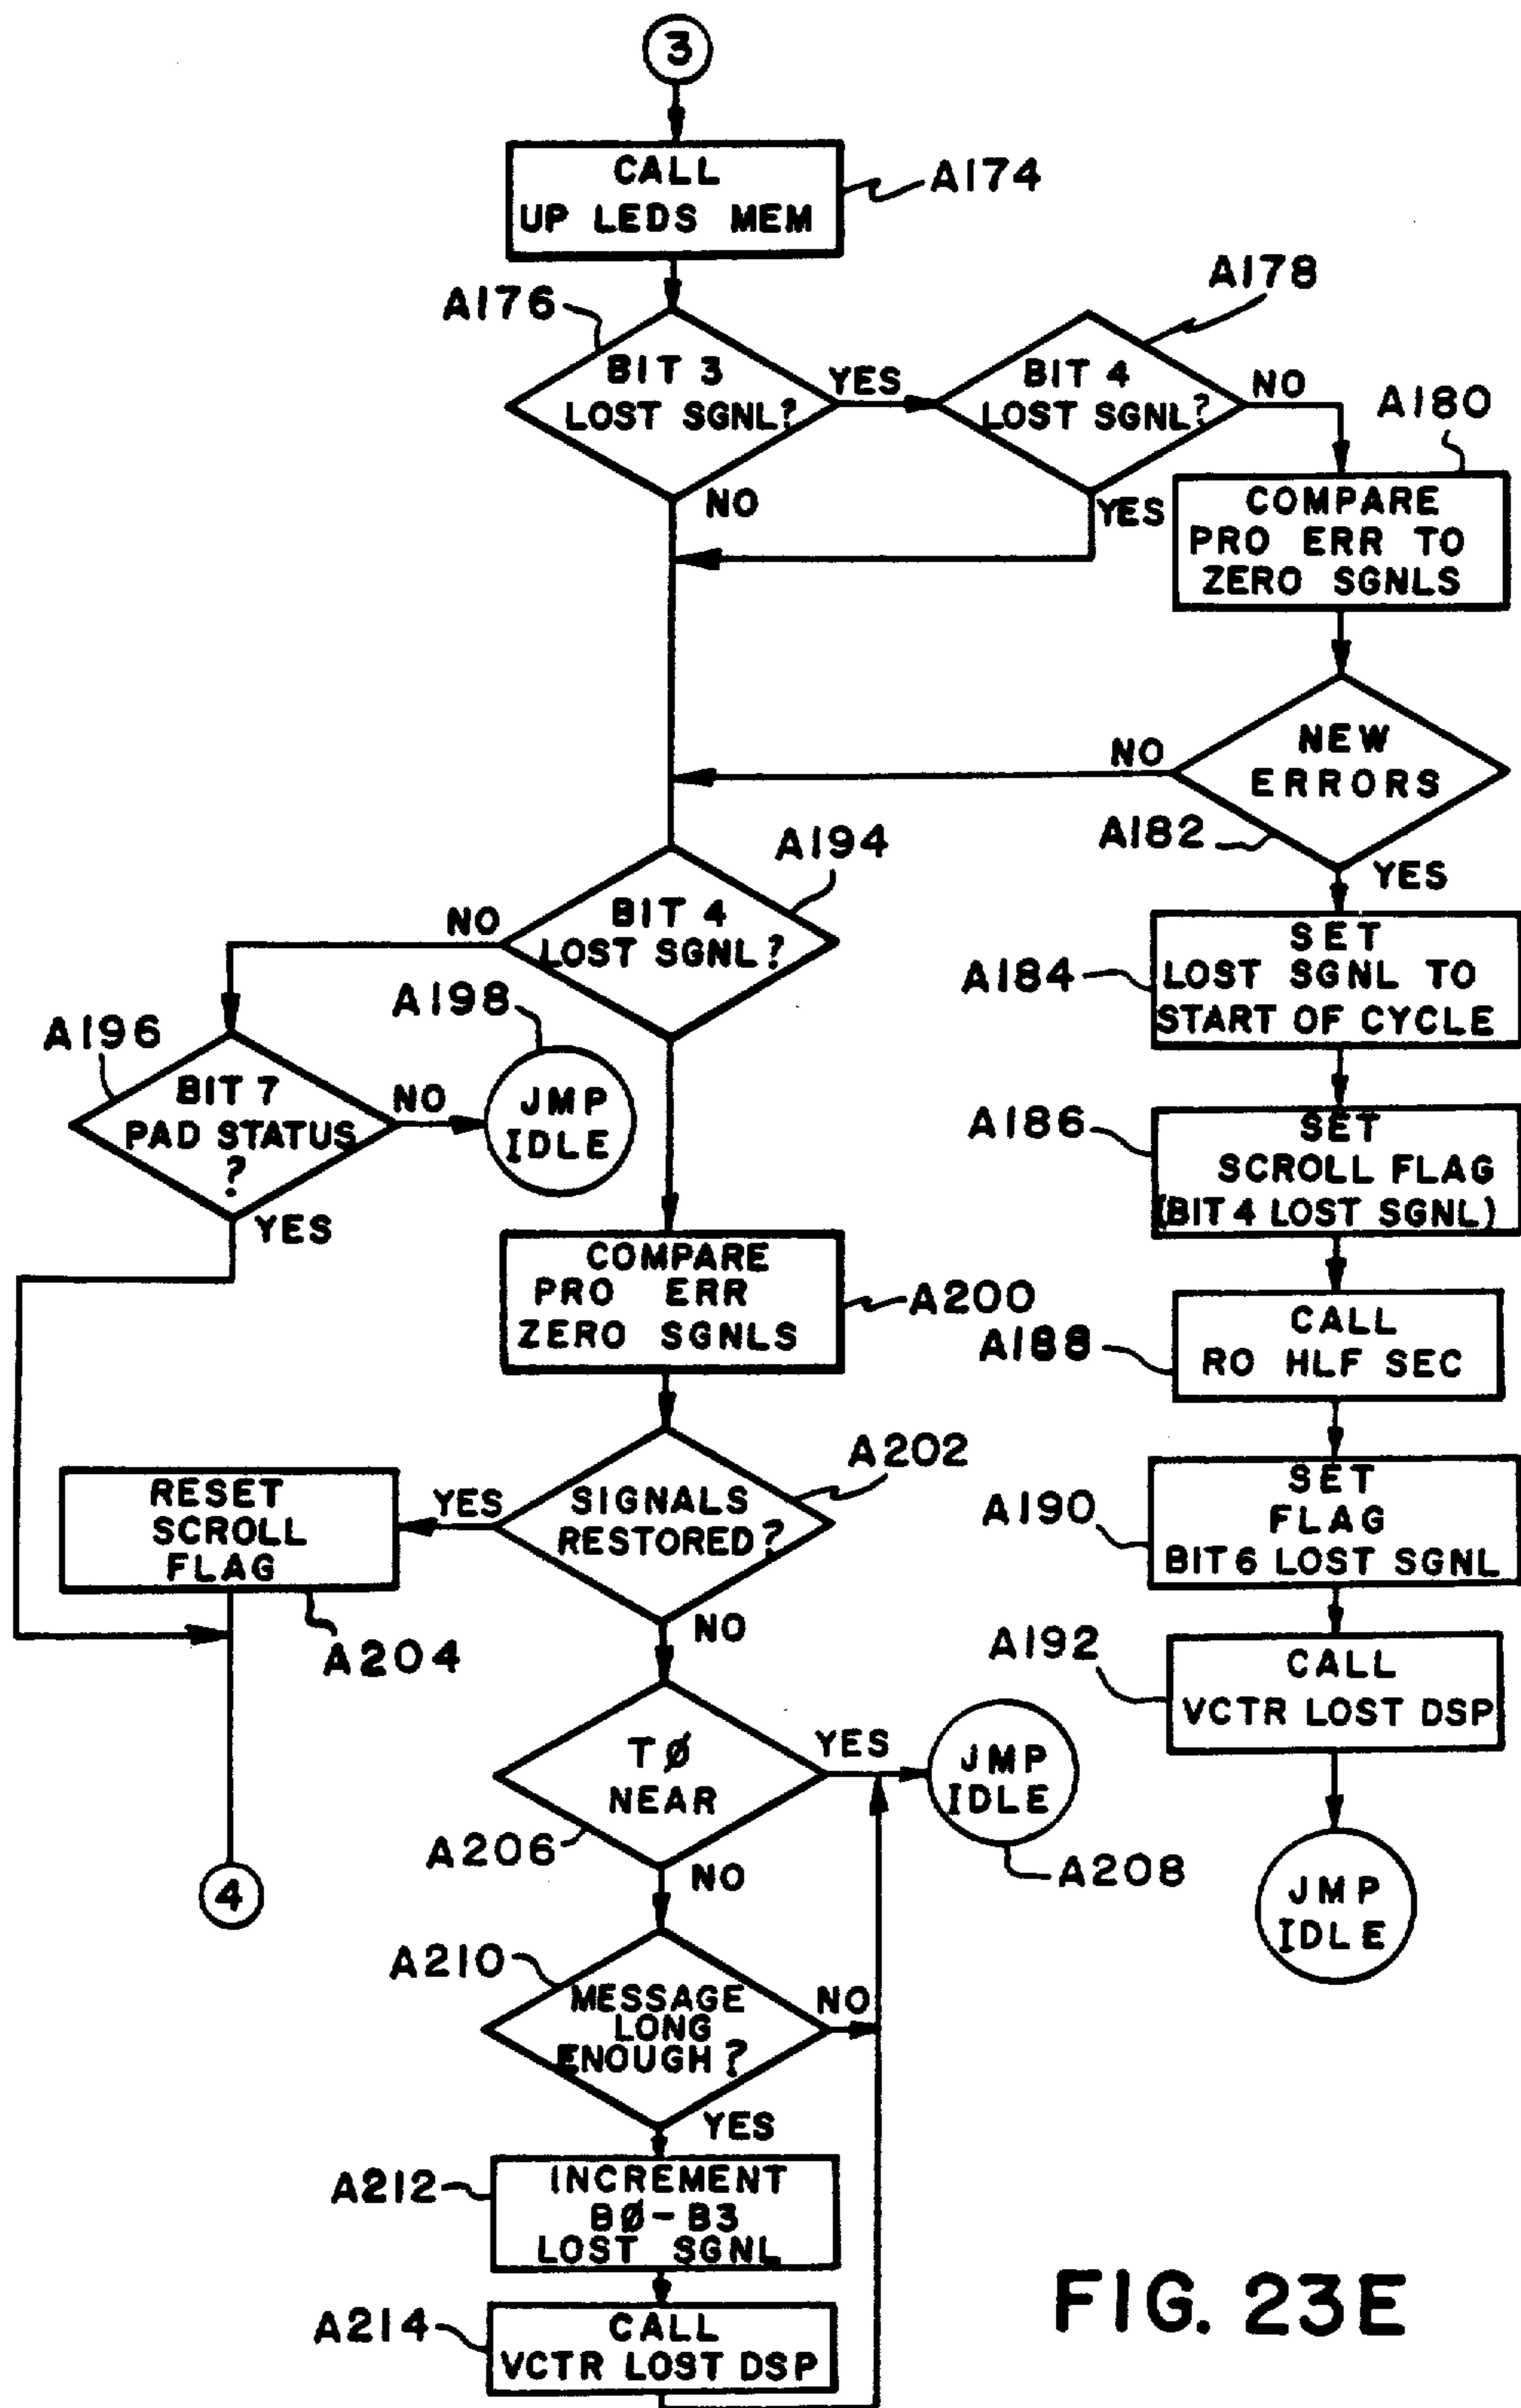 3
CALL
UP LEDS MEM
A174
A176
A178
BIT 3
LOST SGNL?
YES
BIT 4
LOST SGNL?
NO
A180
NO
YES
COMPARE
PRO ERR TO
ZERO SGNLS
NO
NEW
ERRORS
A182
YES
A194
NO
BIT 4
LOST SGNL?
SET
LOST SGNL TO
START OF CYCLE
A184
A198
A196
BIT 7
PAD STATUS
?
NO
JMP
IDLE
YES
A186
SET
SCROLL FLAG
(BIT 4 LOST SGNL)
COMPARE
PRO ERR
ZERO SGNLS
A200
A188
CALL
RO HLF SEC
A202
RESET
SCROLL
FLAG
YES
SIGNALS
RESTORED?
A190
SET
FLAG
BIT 6 LOST SGNL
NO
A204
A192
CALL
VCTR LOST DSP
TØ
NEAR
YES
JMP
IDLE
A206
NO
A208
4
JMP
IDLE
A210
MESSAGE
LONG
ENOUGH?
NO
YES
A212
INCREMENT
BØ-B3
LOST SGNL
A214
CALL
VCTR LOST DSP
FIG. 23E